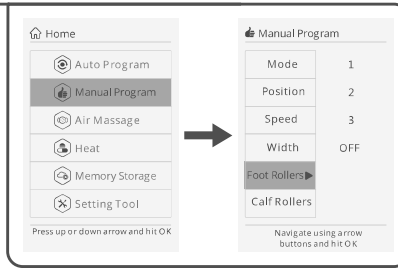 Home
Auto Program
Manual Program
Air Massage
Heat
Memory Storage
Setting Tool
Press up or down arrow and hit OK
Manual Program
Mode 1
Position 2
Speed 3
Width OFF
Foot Rollers
Calf Rollers
Navigate using arrow
buttons and hit OK